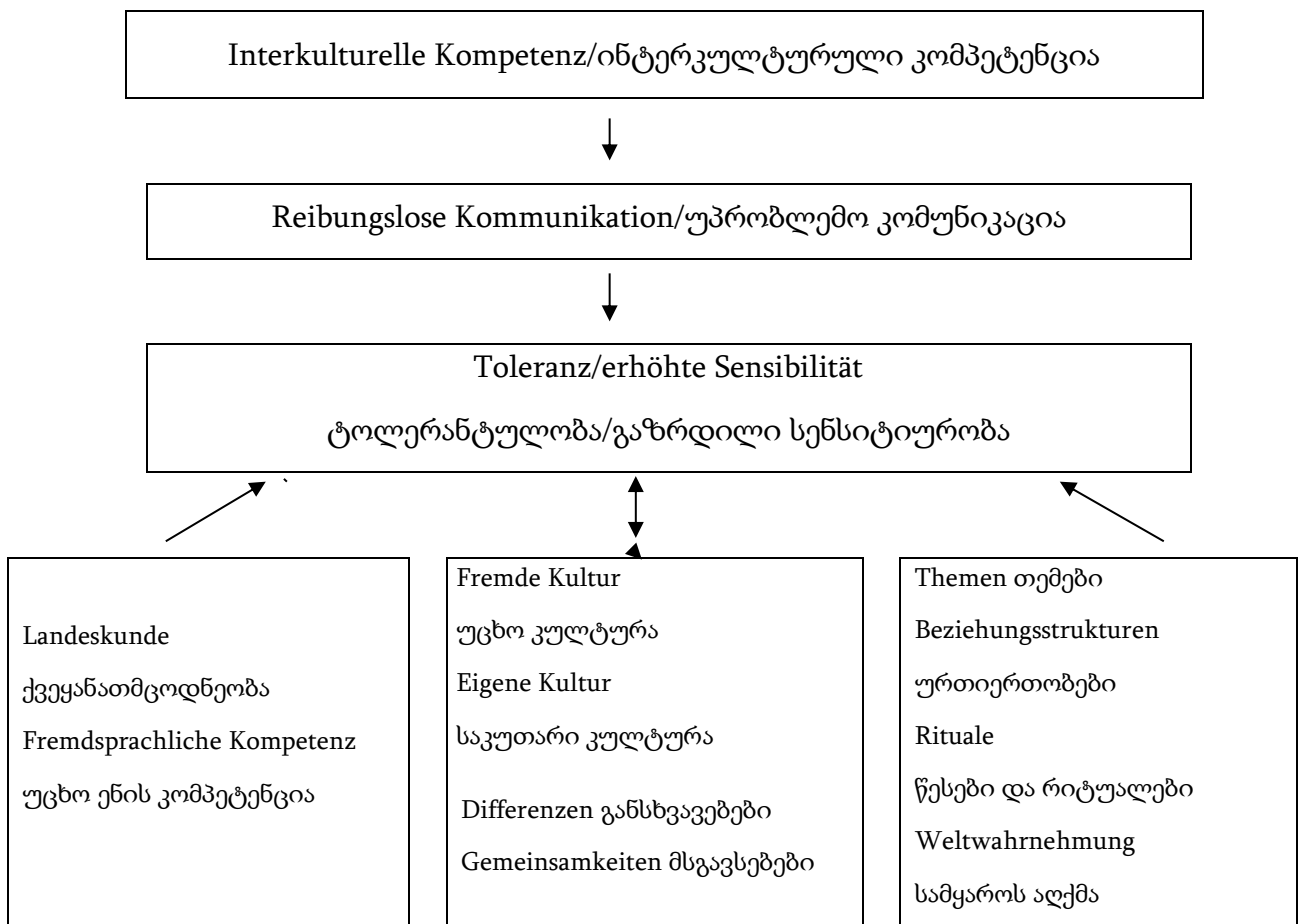 Interkulturelle Kompetenz/ინტერკულტურული კომპეტენცია
Reibungslose Kommunikation/უპრობლემო კომუნიკაცია
Toleranz/erhöhte Sensibilität
ტოლერანტულობა/გაზრდილი სენსიტიურობა
Landeskunde
ქვეყანათმცოდნეობა
Fremdsprachliche Kompetenz
უცხო ენის კომპეტენცია
Fremde Kultur
უცხო კულტურა
Eigene Kultur
საკუთარი კულტურა
Differenzen განსხვავებები
Gemeinsamkeiten მსგავსებები
Themen თემები
Beziehungsstrukturen
ურთიერთობები
Rituale
წესები და რიტუალები
Weltwahrnehmung
სამყაროს აღქმა